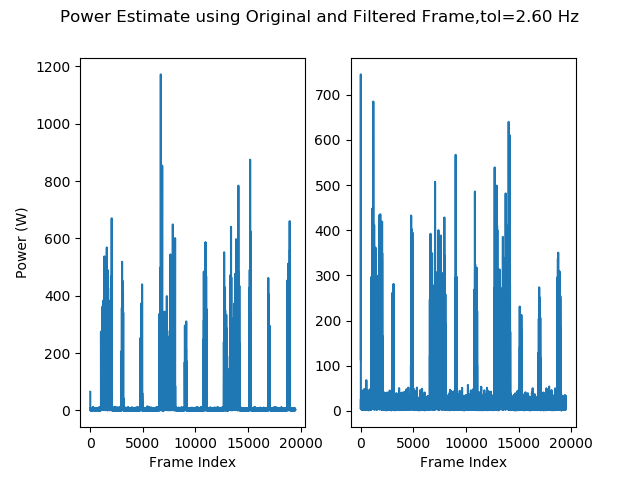 Power Estimate using Original and Filtered Frame,tol=2.60 Hz
Power (W)
1200
1000
800
600
400
200
0
0 5000 10000 15000 20000
Frame Index
700
600
500
400
300
200
100
0
0 5000 10000 15000 20000
Frame Index